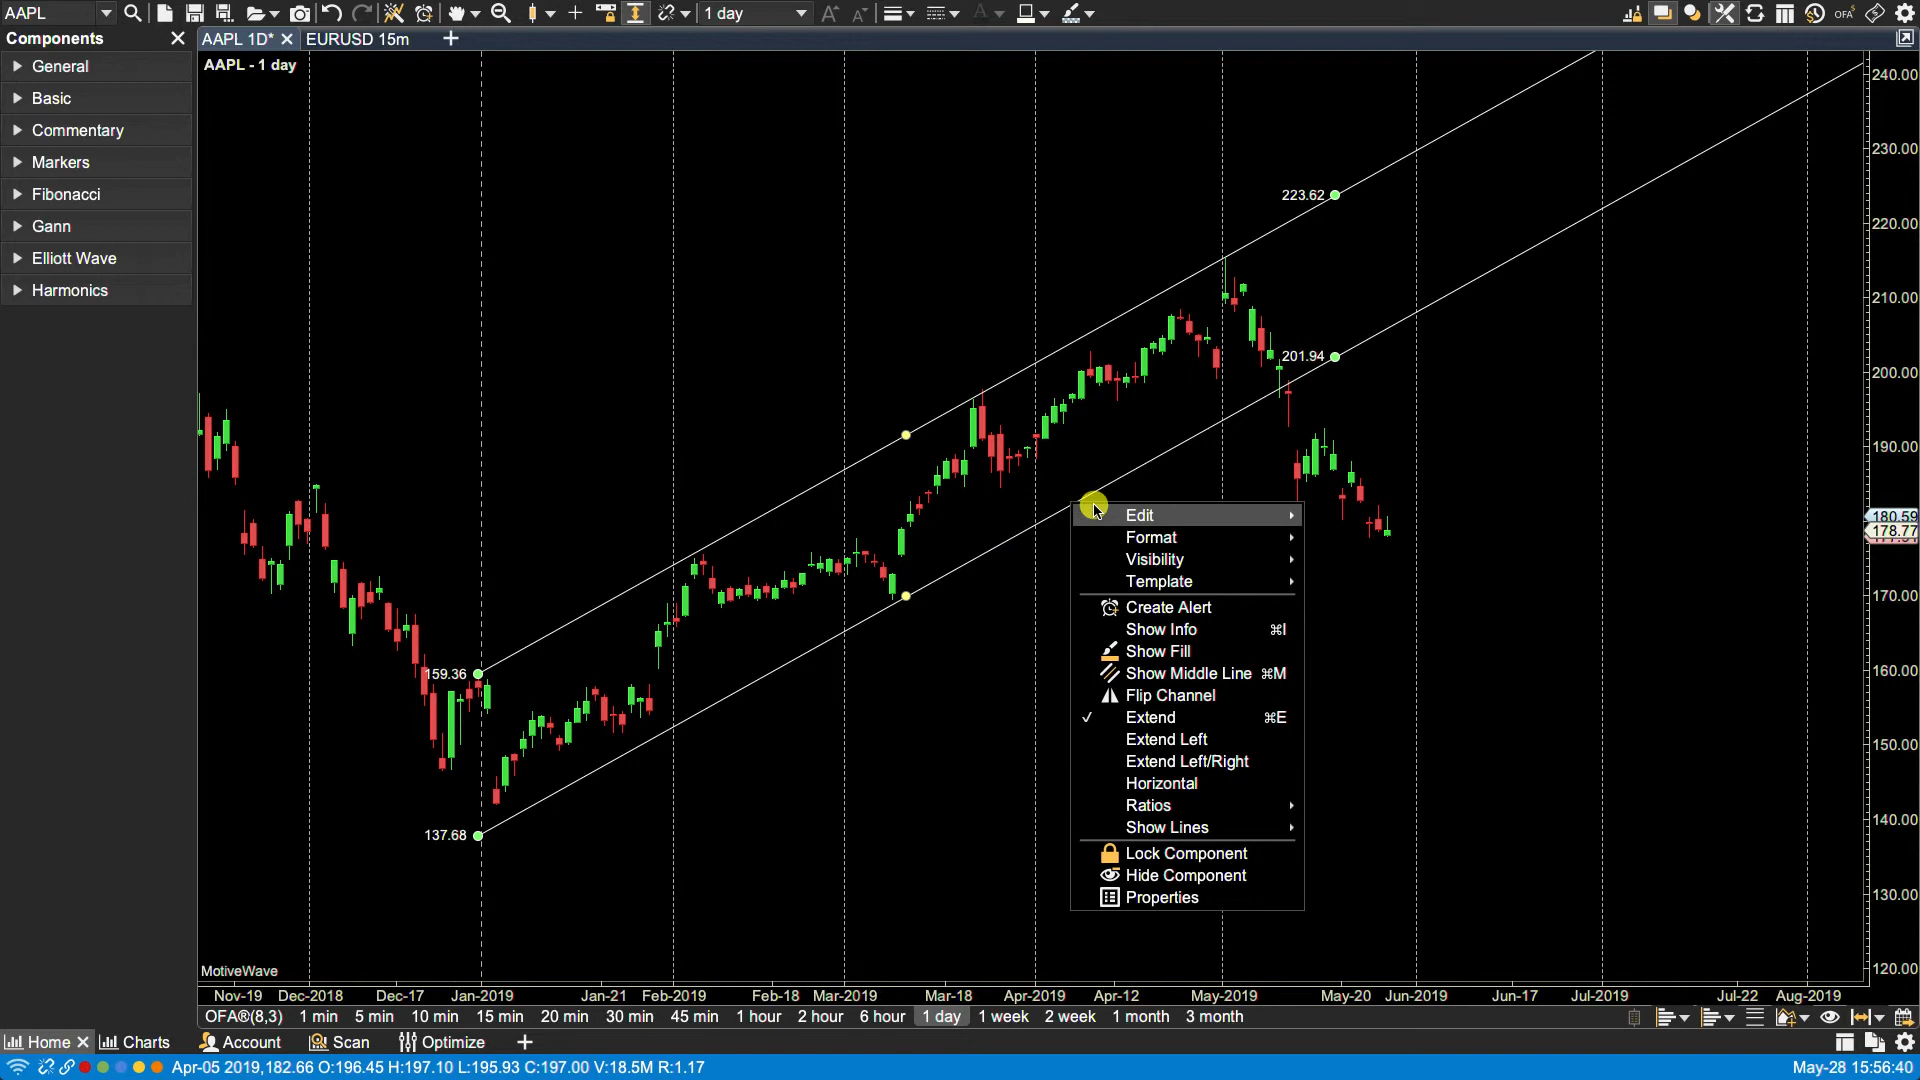 AAPL
1 day
OFA
Components
AAPL 1D*
EURUSD 15m
General
Basic
Commentary
Markers
Fibonacci
Gann
Elliott Wave
Harmonics
AAPL - 1 day
240.00
230.00
220.00
210.00
200.00
190.00
180.59
178.77
170.00
160.00
150.00
140.00
130.00
120.00
223.62
201.94
159.36
137.68
Edit
Format
Visibility
Template
Create Alert
Show Info ⌘I
Show Fill
Show Middle Line ⌘M
Flip Channel
✓ Extend ⌘E
Extend Left
Extend Left/Right
Horizontal
Ratios
Show Lines
Lock Component
Hide Component
Properties
MotiveWave
Nov-19 Dec-2018 Dec-17 Jan-2019 Jan-21 Feb-2019 Feb-18 Mar-2019 Mar-18 Apr-2019 Apr-12 May-2019 May-20 Jun-2019 Jun-17 Jul-2019 Jul-22 Aug-2019
OFA®(8,3) 1 min 5 min 10 min 15 min 20 min 30 min 45 min 1 hour 2 hour 6 hour 1 day 1 week 2 week 1 month 3 month
Home Charts Account Scan Optimize
Apr-05 2019,182.66 O:196.45 H:197.10 L:195.93 C:197.00 V:18.5M R:1.17
May-28 15:56:40